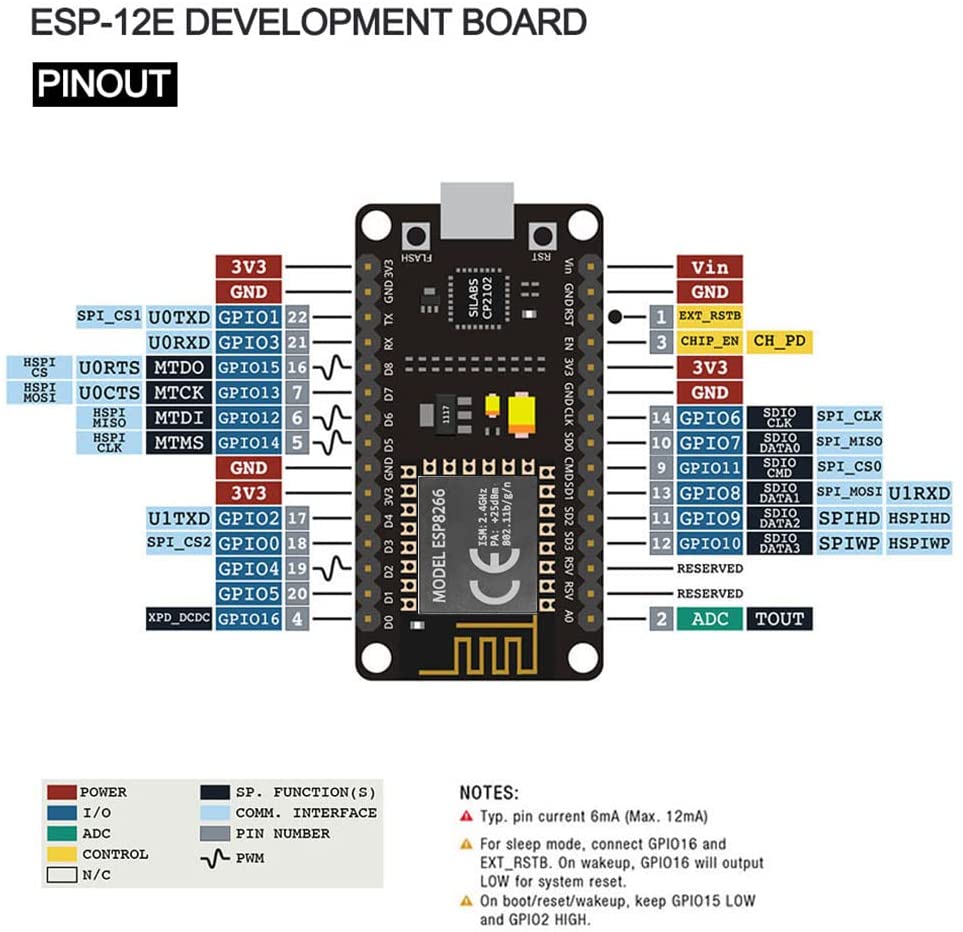 ESP-12E DEVELOPMENT BOARD
PINOUT
FLASH
RST
SILABS
CP2102
1117
MODEL ESP8266
ISM: 2.4GHz
PA: +25dBm
802.11b/g/n
CE
3V3 3V3
GND GND
SPI_CS1 U0TXD GPIO1 22 TX
U0RXD GPIO3 21 RX
HSPI CS U0RTS MTDO GPIO15 16 D8
HSPI MOSI U0CTS MTCK GPIO13 7 D7
HSPI MISO MTDI GPIO12 6 D6
HSPI CLK MTMS GPIO14 5 D5
GND GND
3V3 3V3
U1TXD GPIO2 17 D4
SPI_CS2 GPIO0 18 D3
GPIO4 19 D2
GPIO5 20 D1
XPD_DCDC GPIO16 4 D0
Vin Vin
GND GND
RST 1 EXT_RSTB
EN 3 CHIP_EN CH_PD
3V3 3V3
GND GND
CLK 14 GPIO6 SDIO CLK SPI_CLK
SD0 10 GPIO7 SDIO DATA0 SPI_MISO
CMD 9 GPIO11 SDIO CMD SPI_CS0
SD1 13 GPIO8 SDIO DATA1 SPI_MOSI U1RXD
SD2 11 GPIO9 SDIO DATA2 SPIHD HSPIHD
SD3 12 GPIO10 SDIO DATA3 SPIWP HSPIWP
RSV RESERVED
RSV RESERVED
A0 2 ADC TOUT
POWER
I/O
ADC
CONTROL
N/C
SP. FUNCTION(S)
COMM. INTERFACE
PIN NUMBER
PWM
NOTES:
Typ. pin current 6mA (Max. 12mA)
For sleep mode, connect GPIO16 and
EXT_RSTB. On wakeup, GPIO16 will output
LOW for system reset.
On boot/reset/wakeup, keep GPIO15 LOW
and GPIO2 HIGH.